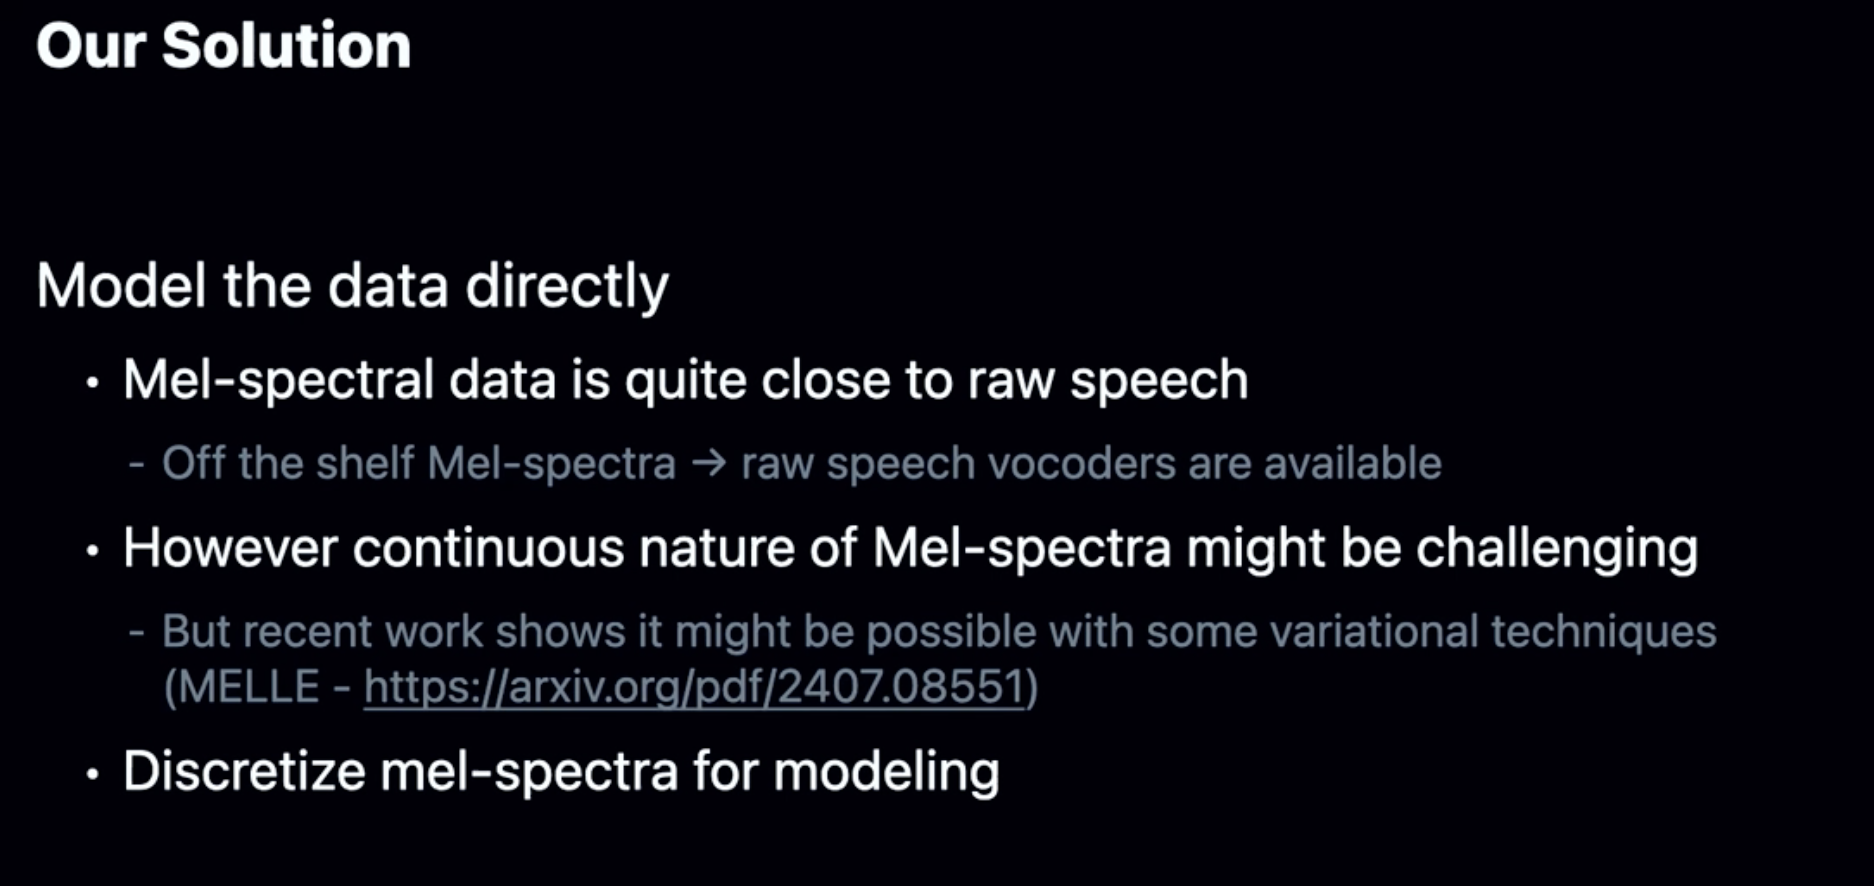 Our Solution
Model the data directly
• Mel-spectral data is quite close to raw speech
- Off the shelf Mel-spectra → raw speech vocoders are available
• However continuous nature of Mel-spectra might be challenging
- But recent work shows it might be possible with some variational techniques
(MELLE - https://arxiv.org/pdf/2407.08551)
• Discretize mel-spectra for modeling